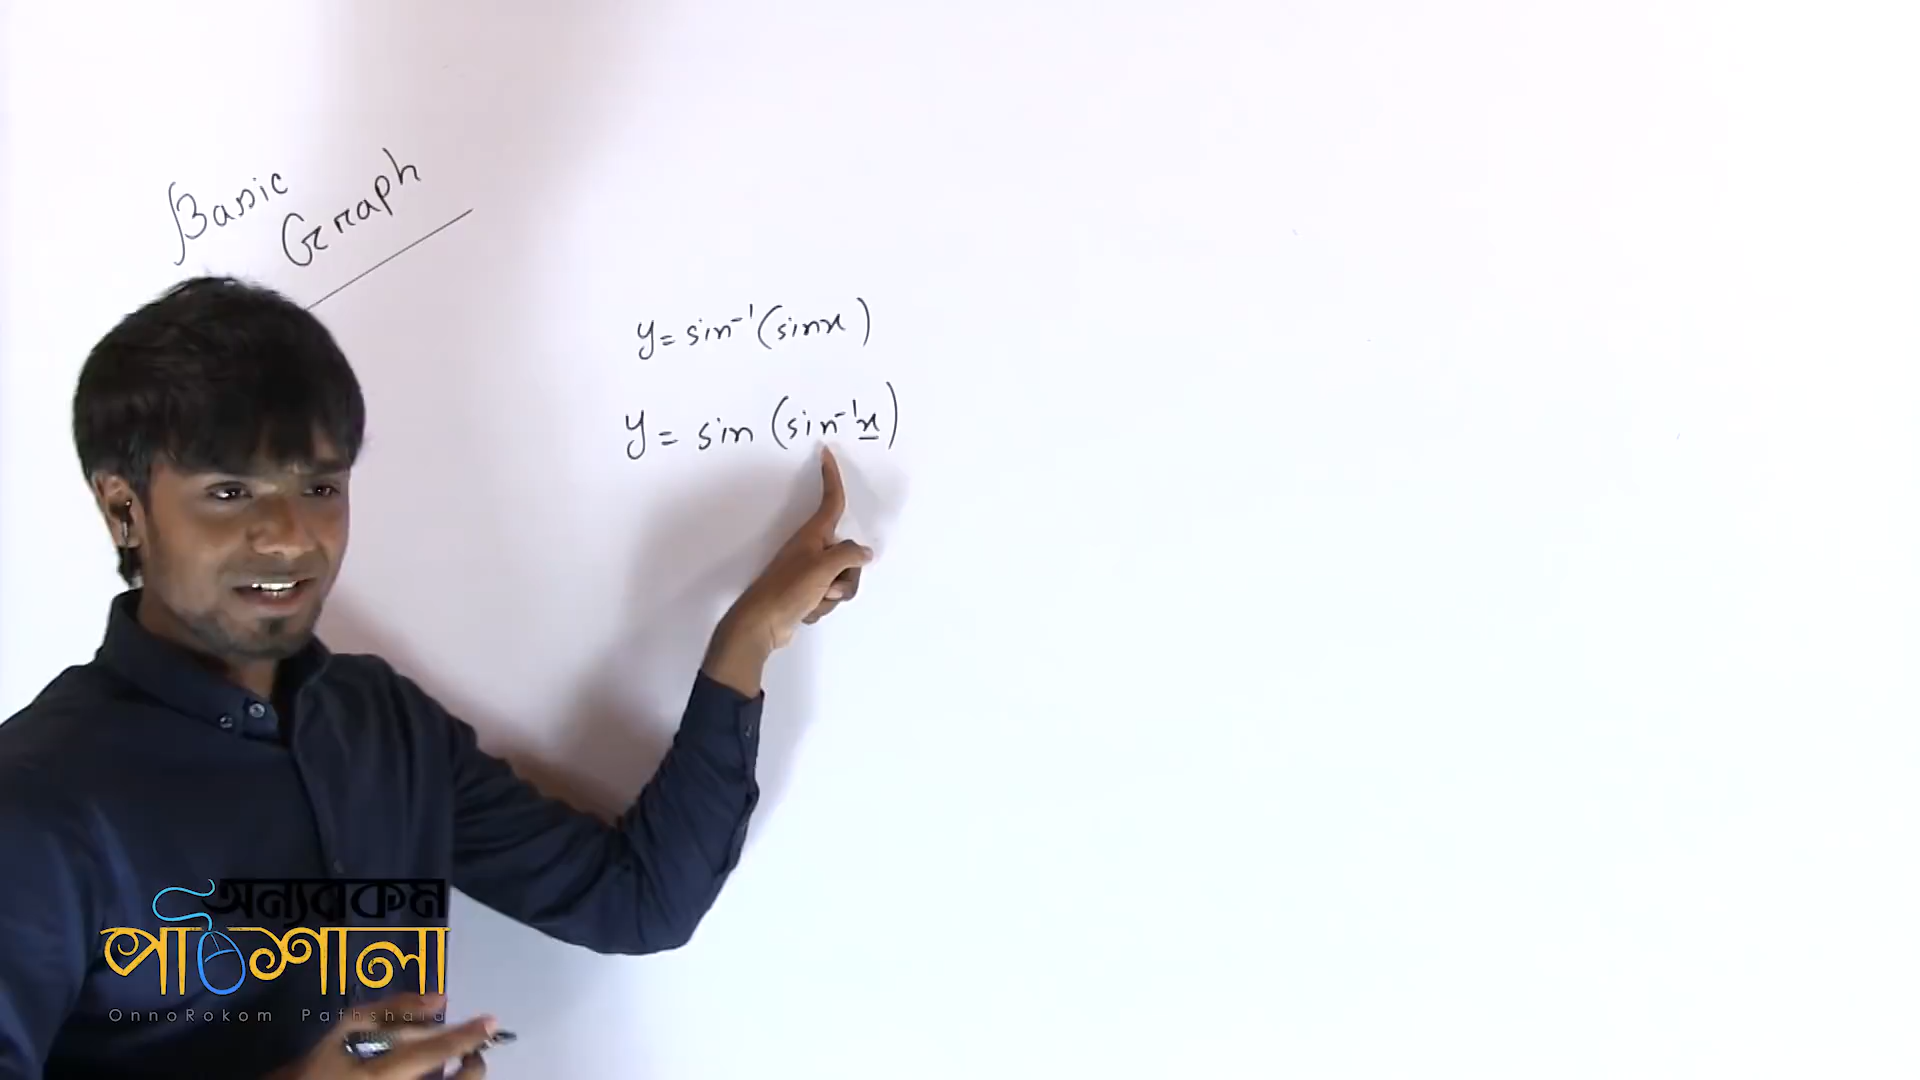 Basic
Graph
y = sin⁻¹(sinx)
y = sin (sin⁻¹x)
অন্যরকম
পাঠশালা
OnnoRokom Pathshala